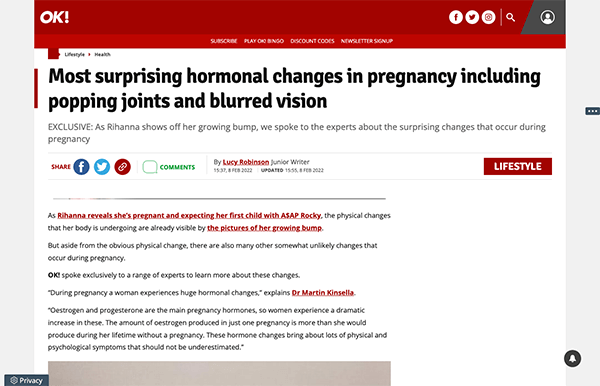 OK!
SUBSCRIBE PLAY OK! BINGO DISCOUNT CODES NEWSLETTER SIGNUP
Lifestyle Health
Most surprising hormonal changes in pregnancy including
popping joints and blurred vision
EXCLUSIVE: As Rihanna shows off her growing bump, we spoke to the experts about the surprising changes that occur during
pregnancy
SHARE COMMENTS
By Lucy Robinson Junior Writer
15:37, 8 FEB 2022 UPDATED 15:55, 8 FEB 2022
LIFESTYLE
As Rihanna reveals she's pregnant and expecting her first child with A$AP Rocky, the physical changes
that her body is undergoing are already visible by the pictures of her growing bump.
But aside from the obvious physical change, there are also many other somewhat unlikely changes that
occur during pregnancy.
OK! spoke exclusively to a range of experts to learn more about these changes.
"During pregnancy a woman experiences huge hormonal changes," explains Dr Martin Kinsella.
"Oestrogen and progesterone are the main pregnancy hormones, so women experience a dramatic
increase in these. The amount of oestrogen produced in just one pregnancy is more than she would
produce during her lifetime without a pregnancy. These hormone changes bring about lots of physical and
psychological symptoms that should not be underestimated."
Privacy